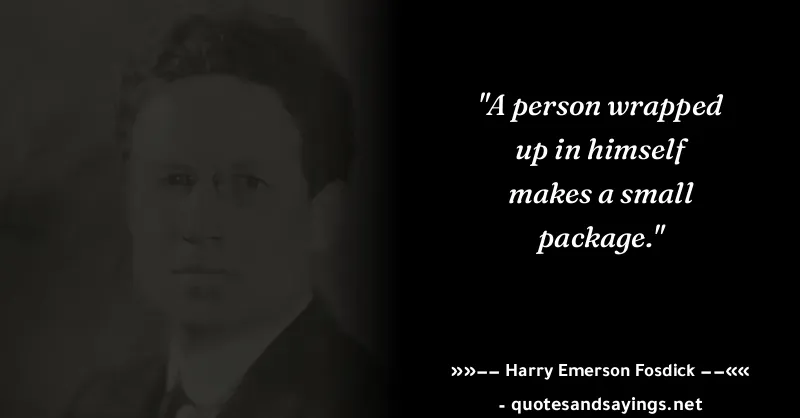 "A person wrapped
up in himself
makes a small
package."
»»−− Harry Emerson Fosdick −−««
- quotesandsayings.net